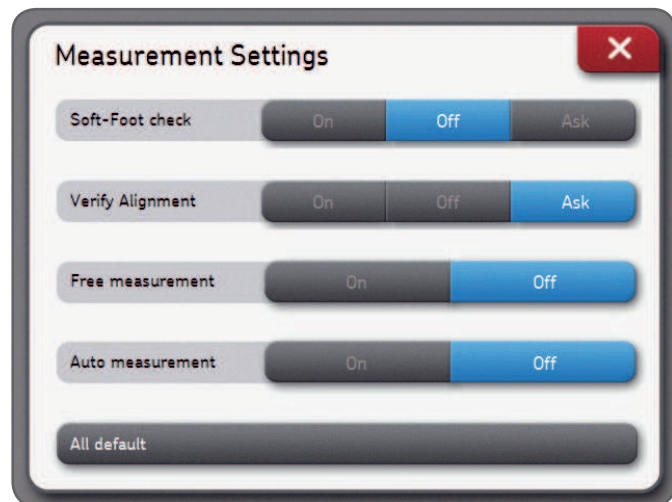 Measurement Settings
Soft-Foot check On Off Ask
Verify Alignment On Off Ask
Free measurement On Off
Auto measurement On Off
All default